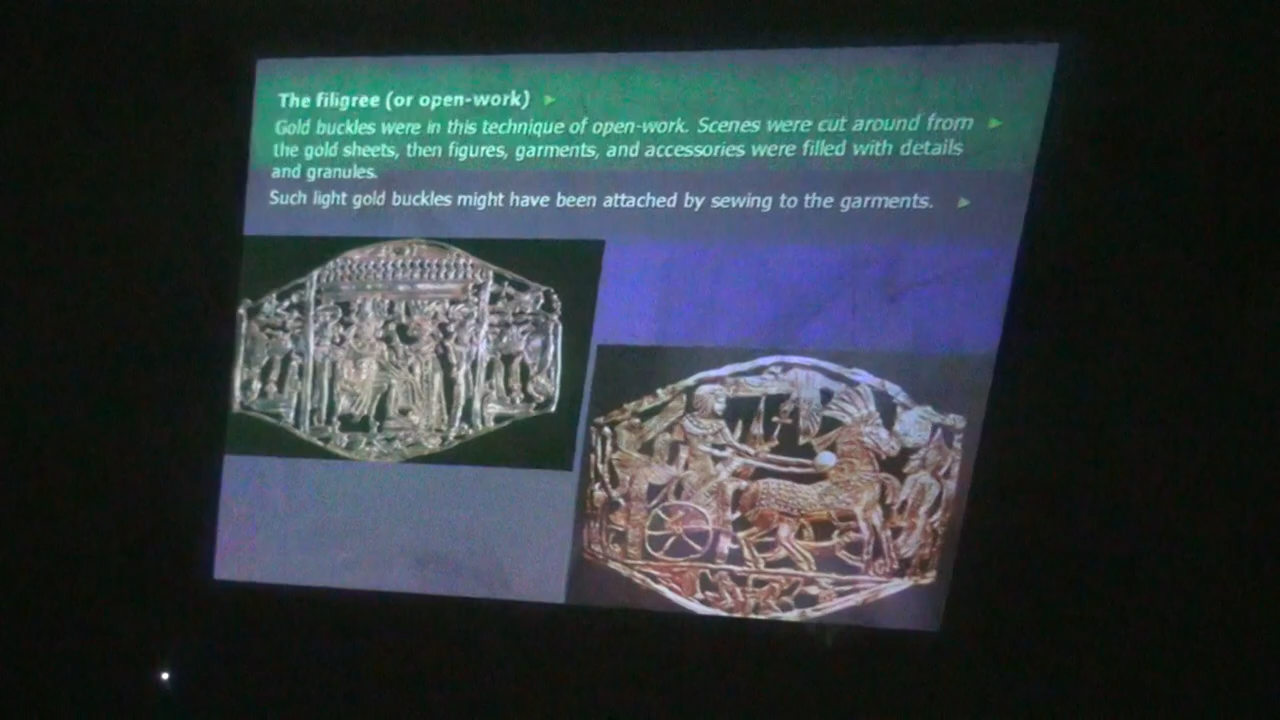 The filigree (or open-work)
Gold buckles were in this technique of open-work. Scenes were cut around from
the gold sheets, then figures, garments, and accessories were filled with details
and granules.
Such light gold buckles might have been attached by sewing to the garments.